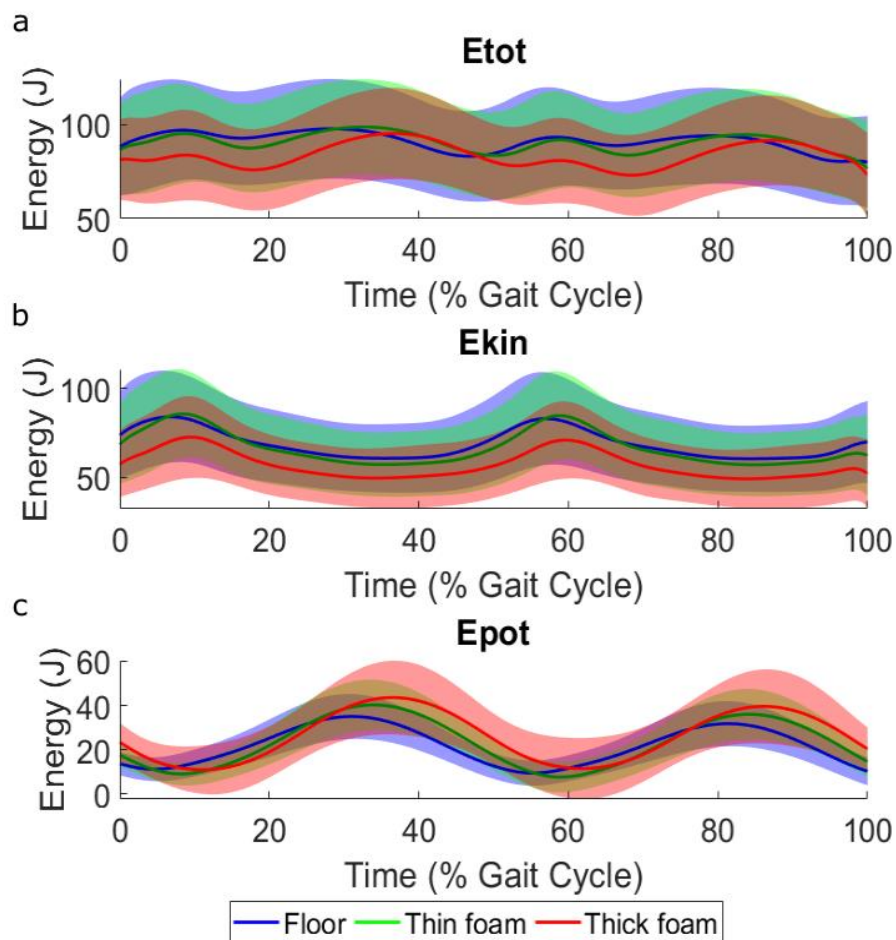 a
Etot
Energy (J)
100
50
0 20 40 60 80 100
Time (% Gait Cycle)
b
Ekin
Energy (J)
100
50
0 20 40 60 80 100
Time (% Gait Cycle)
c
Epot
Energy (J)
60
40
20
0
0 20 40 60 80 100
Time (% Gait Cycle)
Floor Thin foam Thick foam